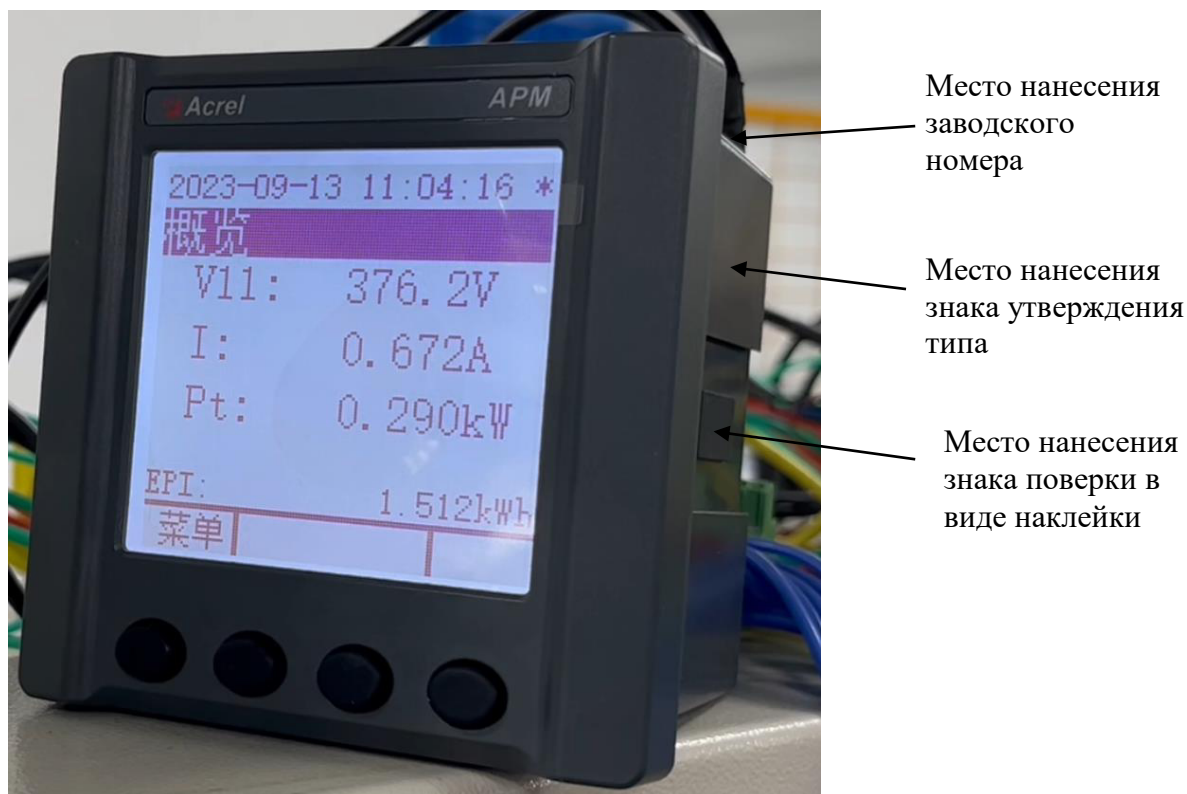 Acrel
APM
2023-09-13 11:04:16 *
概览
V11: 376.2V
I: 0.672A
Pt: 0.290kW
EPI: 1.512kWh
菜单
Место нанесения
заводского
номера
Место нанесения
знака утверждения
типа
Место нанесения
знака поверки в
виде наклейки